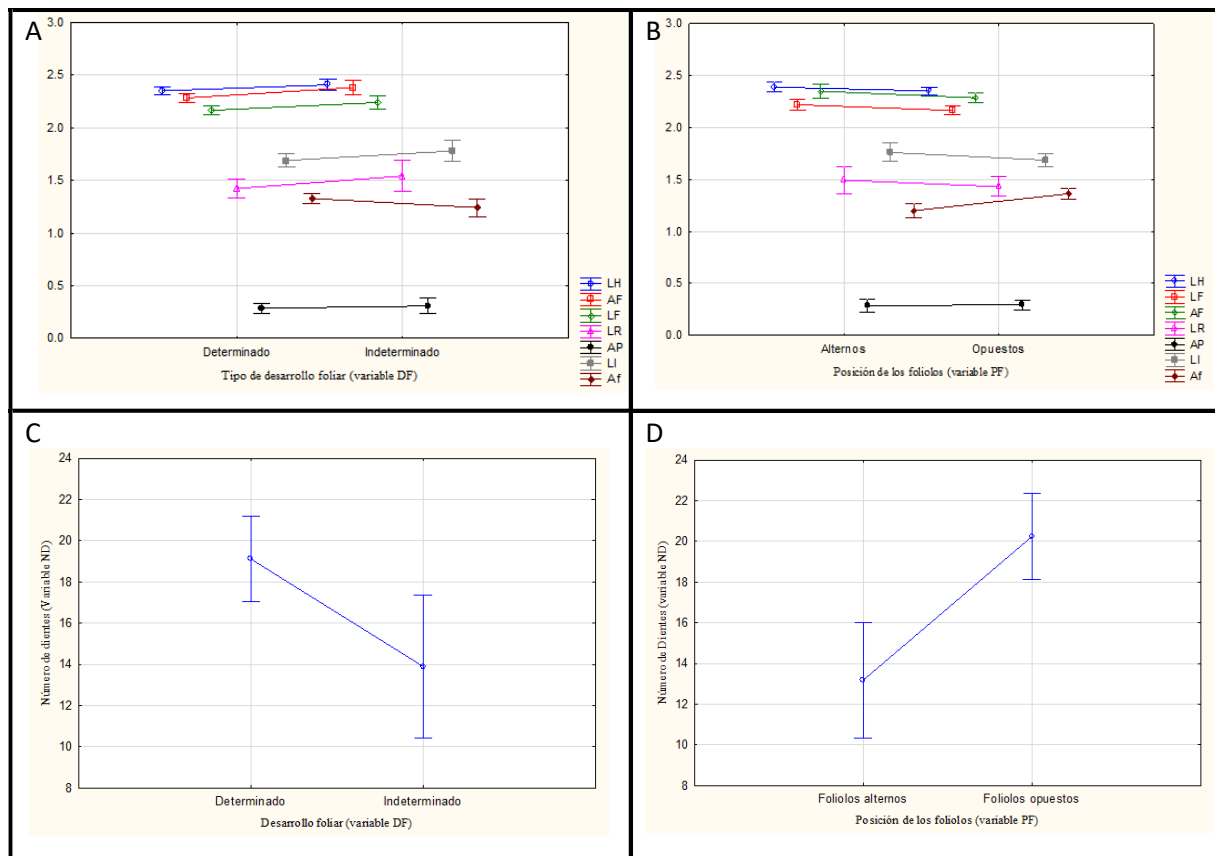 A
3.0
2.5
2.0
1.5
1.0
0.5
0.0
Determinado Indeterminado
Tipo de desarrollo foliar (variable DF)
LH
AF
LF
LR
AP
LI
Af
B
3.0
2.5
2.0
1.5
1.0
0.5
0.0
Alternos Opuestos
Posición de los foliolos (variable PF)
LH
LF
AF
LR
AP
LI
Af
C
Número de dientes (Variable ND)
24
22
20
18
16
14
12
10
8
Determinado Indeterminado
Desarrollo foliar (variable DF)
D
Número de Dientes (variable ND)
24
22
20
18
16
14
12
10
8
Foliolos alternos Foliolos opuestos
Posición de los foliolos (variable PF)